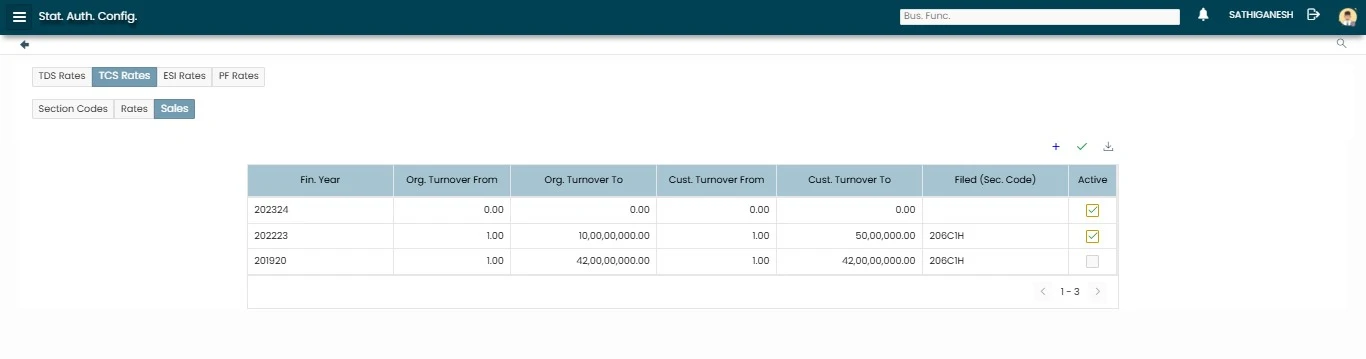 Stat. Auth. Config. Bus. Func. SATHIGANESH
TDS Rates TCS Rates ESI Rates PF Rates
Section Codes Rates Sales
Fin. Year Org. Turnover From Org. Turnover To Cust. Turnover From Cust. Turnover To Filed (Sec. Code) Active
202324 0.00 0.00 0.00 0.00
202223 1.00 10,00,00,000.00 1.00 50,00,000.00 206C1H
201920 1.00 42,00,00,000.00 1.00 42,00,00,000.00 206C1H
1 - 3